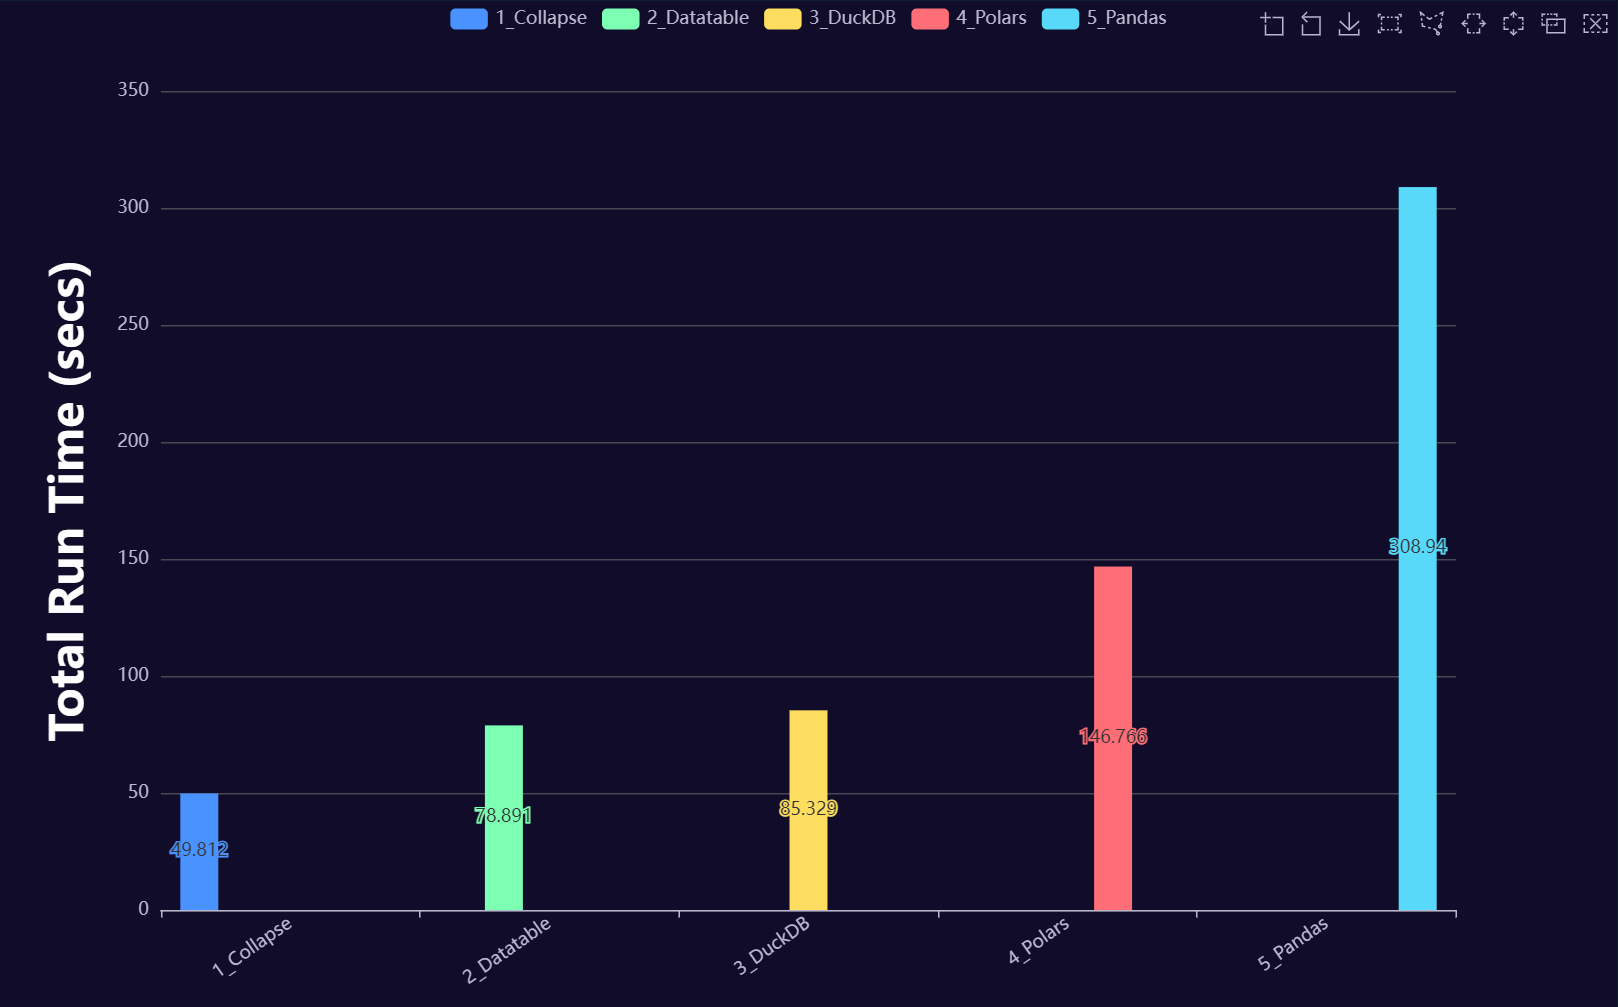 1_Collapse 2_Datatable 3_DuckDB 4_Polars 5_Pandas
Total Run Time (secs)
350
300
250
200
150
100
50
0
49.812
78.891
85.329
146.766
308.94
1_Collapse
2_Datatable
3_DuckDB
4_Polars
5_Pandas